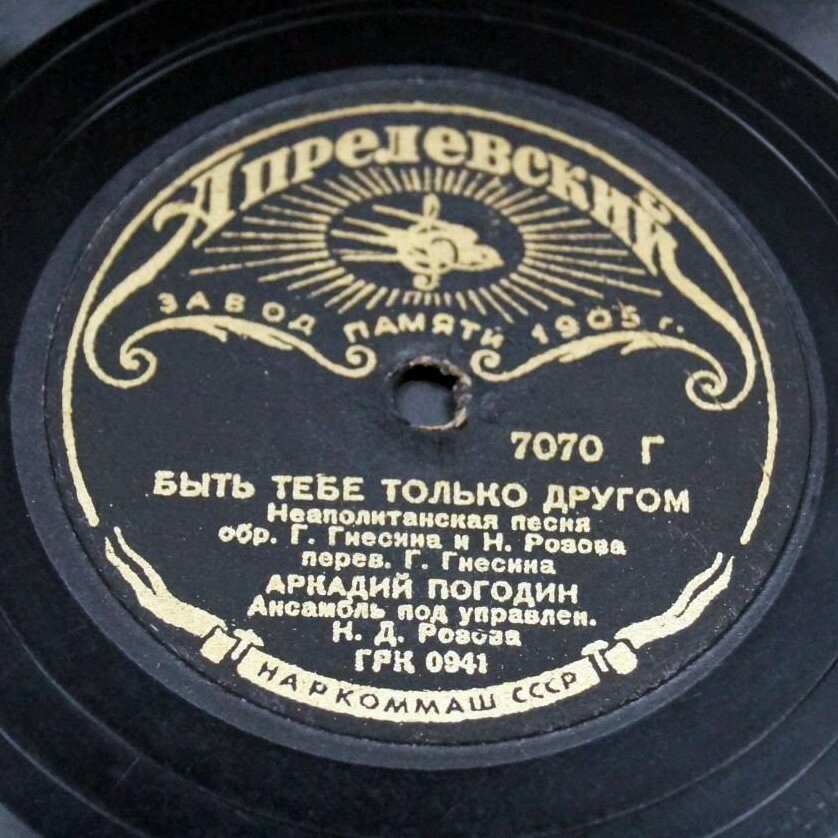 Апрелевский
ЗАВОД ПАМЯТИ 1905 г.
7070 Г
БЫТЬ ТЕБЕ ТОЛЬКО ДРУГОМ
Неаполитанская песня
обр. Г. Гнесина и Н. Розова
перев. Г. Гнесина
АРКАДИЙ ПОГОДИН
Ансамбль под управлен.
Н. Д. Розова
ГРК 0941
НАРКОММАШ СССР